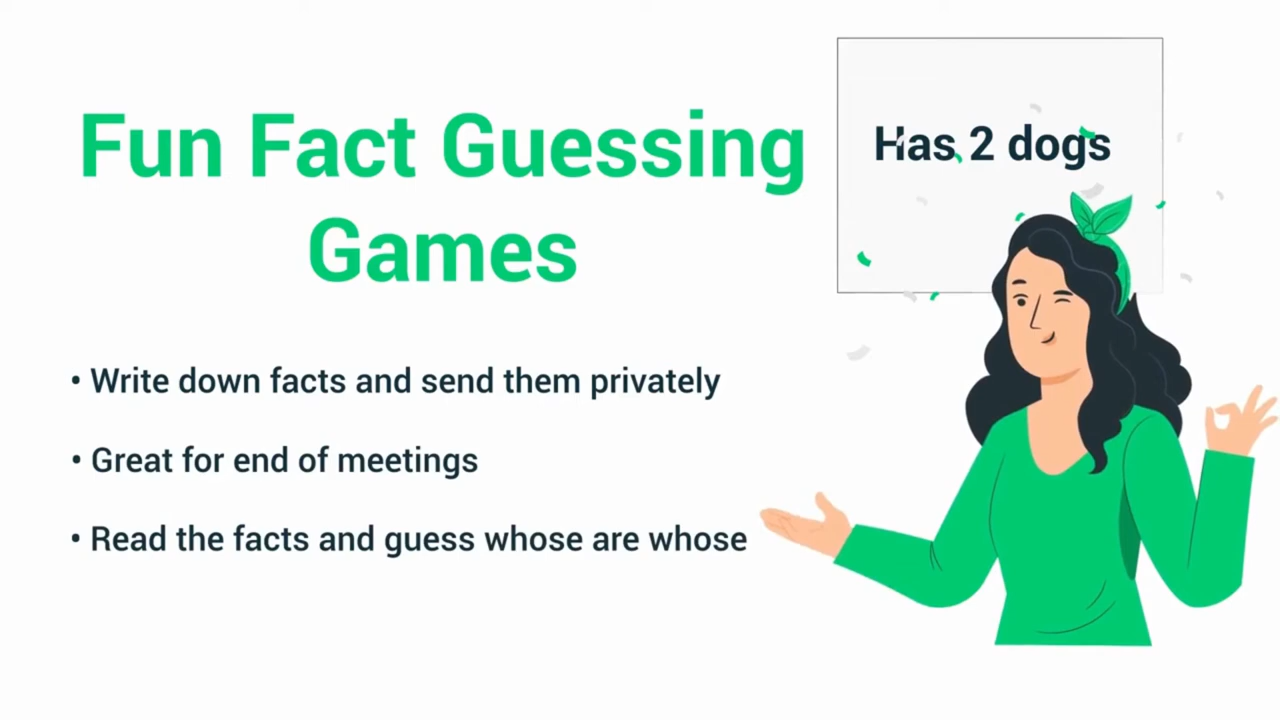 Fun Fact Guessing
Games
Has 2 dogs
• Write down facts and send them privately
• Great for end of meetings
• Read the facts and guess whose are whose